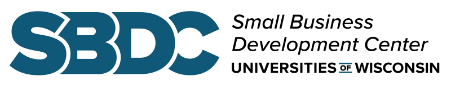 SBDC
Small Business
Development Center
UNIVERSITIES OF WISCONSIN